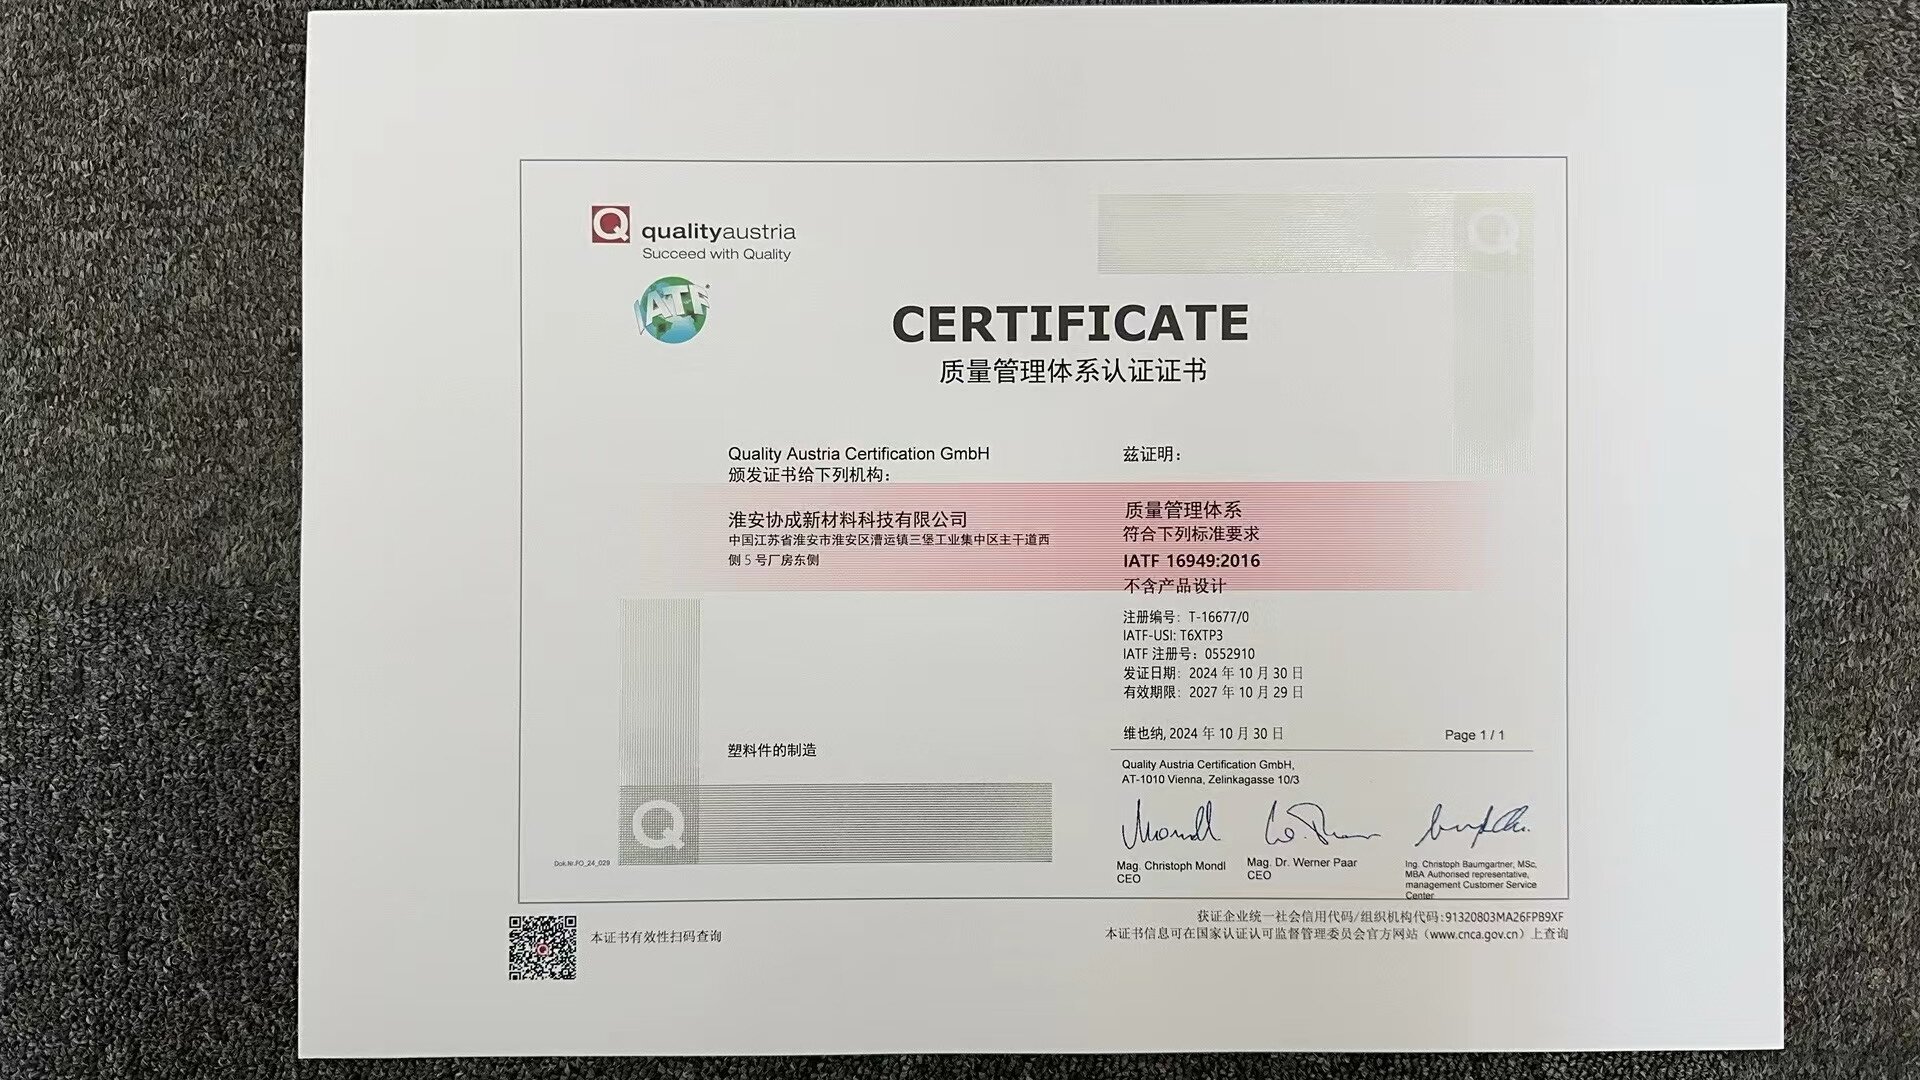 qualityaustria
Succeed with Quality
IATF
CERTIFICATE
质量管理体系认证证书
Quality Austria Certification GmbH
颁发证书给下列机构：
淮安协成新材料科技有限公司
中国江苏省淮安市淮安区漕运镇三堡工业集中区主干道西
侧 5 号厂房东侧
塑料件的制造
兹证明：
质量管理体系
符合下列标准要求
IATF 16949:2016
不含产品设计
注册编号：T-16677/0
IATF-USI: T6XTP3
IATF 注册号：0552910
发证日期：2024 年 10 月 30 日
有效期限：2027 年 10 月 29 日
维也纳, 2024 年 10 月 30 日
Page 1 / 1
Quality Austria Certification GmbH,
AT-1010 Vienna, Zelinkagasse 10/3
Mag. Christoph Mondl
CEO
Mag. Dr. Werner Paar
CEO
Ing. Christoph Baumgartner, MSc,
MBA Authorised representative,
management Customer Service
Center
Dok.Nr.FO_24_029
本证书有效性扫码查询
获证企业统一社会信用代码/组织机构代码:91320803MA26FPB9XF
本证书信息可在国家认证认可监督管理委员会官方网站（www.cnca.gov.cn）上查询